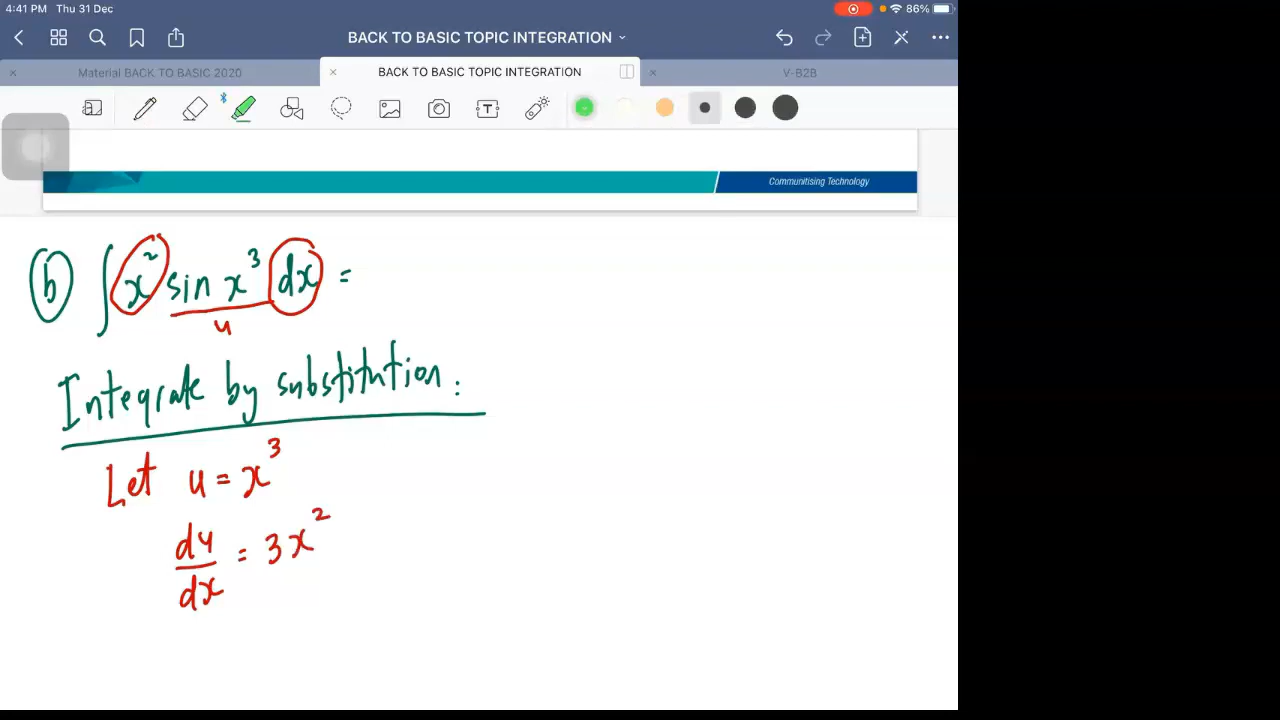 4:41 PM Thu 31 Dec
86%
BACK TO BASIC TOPIC INTEGRATION
Material BACK TO BASIC 2020
BACK TO BASIC TOPIC INTEGRATION
V-B2B
T
Communitising Technology
b ∫ x² sin x³ dx =
u
Integrate by substitution :
Let u = x³
du/dx = 3x²